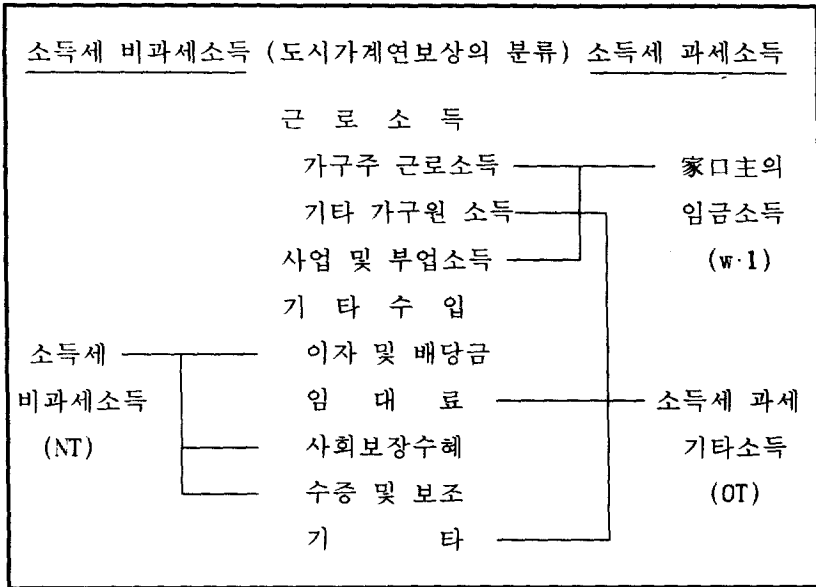 소득세 비과세소득 (도시가계연보상의 분류) 소득세 과세소득
근 로 소 득
가구주 근로소득 家口主의
기타 가구원 소득 임금소득
사업 및 부업소득 (w·l)
기 타 수 입
소득세 이자 및 배당금
비과세소득 임 대 료 소득세 과세
(NT) 사회보장수혜 기타소득
수증 및 보조 (OT)
기 타